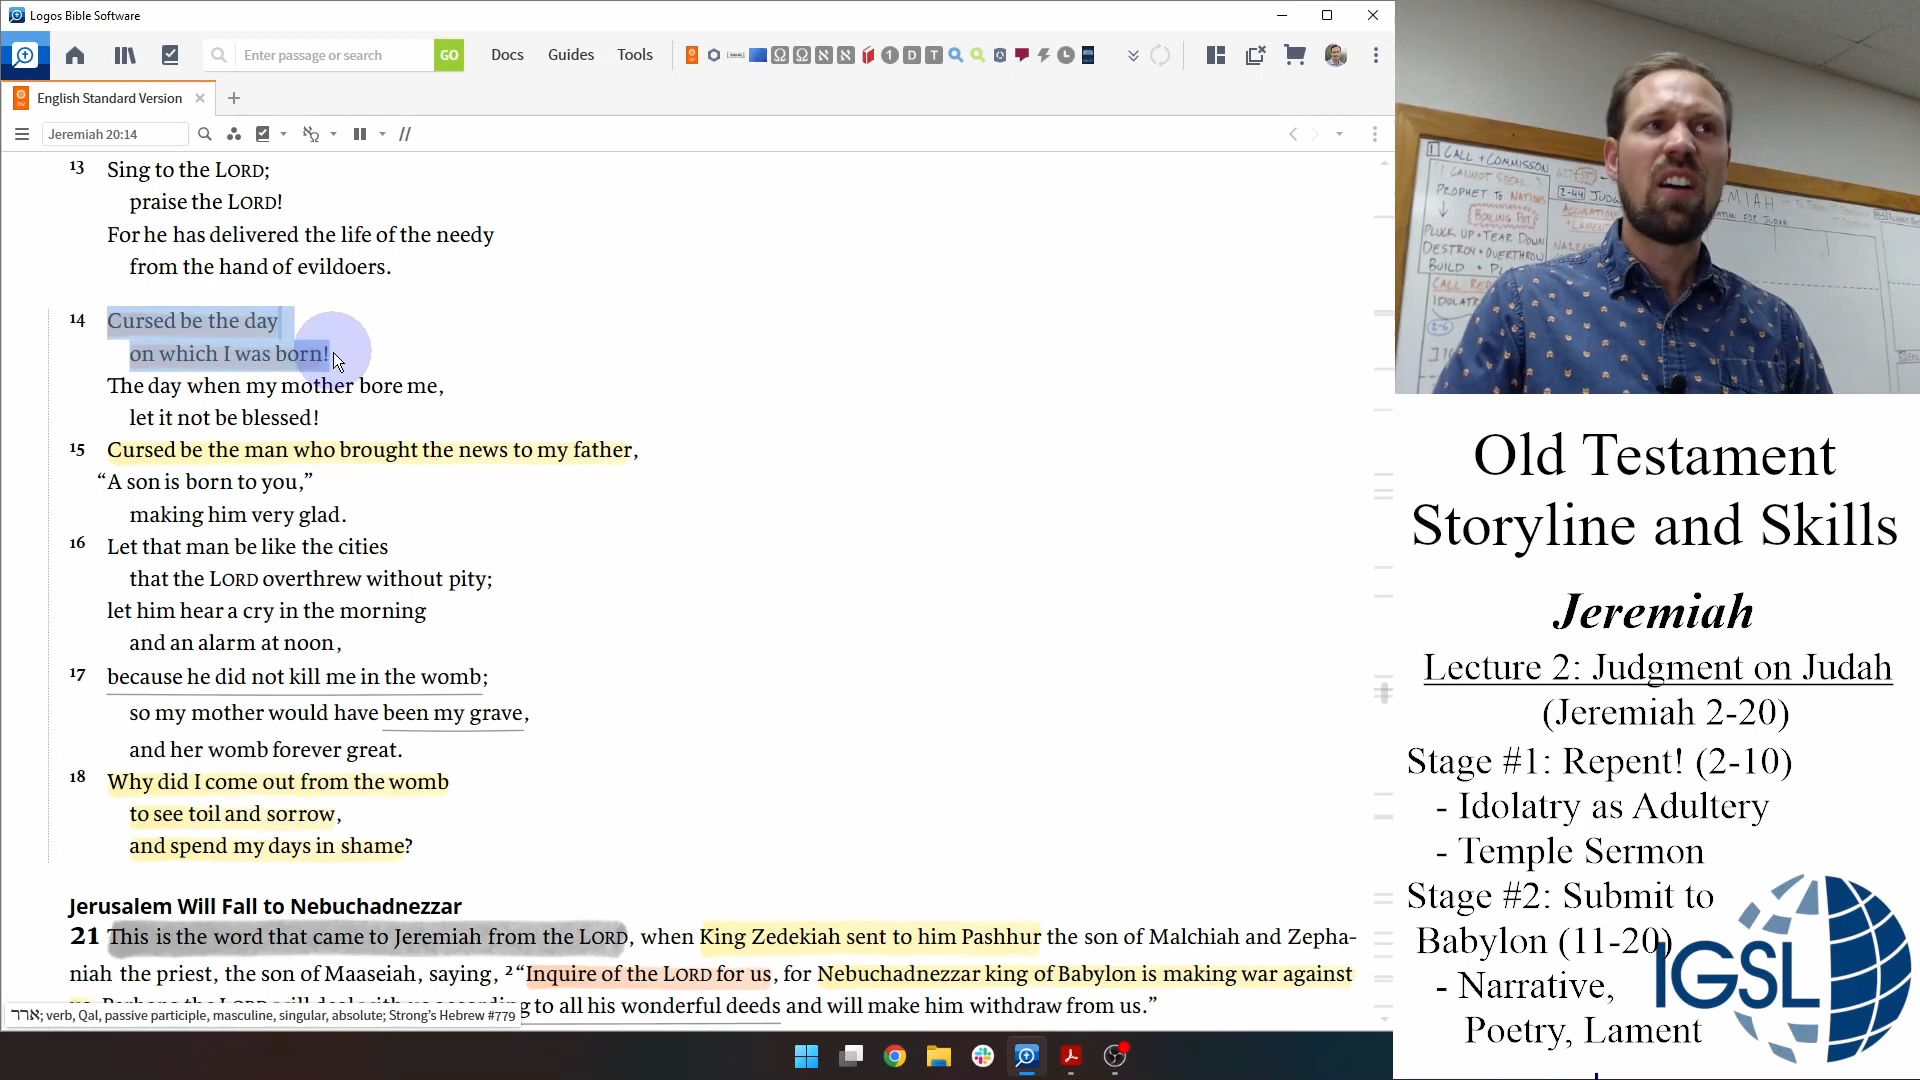 Logos Bible Software
Enter passage or search
GO
Docs
Guides
Tools
English Standard Version
Jeremiah 20:14
13 Sing to the LORD;
praise the LORD!
For he has delivered the life of the needy
from the hand of evildoers.
14 Cursed be the day
on which I was born!
The day when my mother bore me,
let it not be blessed!
15 Cursed be the man who brought the news to my father,
“A son is born to you,”
making him very glad.
16 Let that man be like the cities
that the LORD overthrew without pity;
let him hear a cry in the morning
and an alarm at noon,
17 because he did not kill me in the womb;
so my mother would have been my grave,
and her womb forever great.
18 Why did I come out from the womb
to see toil and sorrow,
and spend my days in shame?
Jerusalem Will Fall to Nebuchadnezzar
21 This is the word that came to Jeremiah from the LORD, when King Zedekiah sent to him Pashhur the son of Malchiah and Zepha-
niah the priest, the son of Maaseiah, saying, 2 “Inquire of the LORD for us, for Nebuchadnezzar king of Babylon is making war against
to all his wonderful deeds and will make him withdraw from us.”
ארר; verb, Qal, passive participle, masculine, singular, absolute; Strong’s Hebrew #779
1 CALL + COMMISSON
"I CANNOT SPEAK..."
PROPHET TO NATIONS
BOILING POT
PLUCK UP + TEAR DOWN
DESTROY + OVERTHROW
BUILD +
2-44
Old Testament
Storyline and Skills
Jeremiah
Lecture 2: Judgment on Judah
(Jeremiah 2-20)
Stage #1: Repent! (2-10)
- Idolatry as Adultery
- Temple Sermon
Stage #2: Submit to
Babylon (11-20)
- Narrative,
Poetry, Lament
IGSL